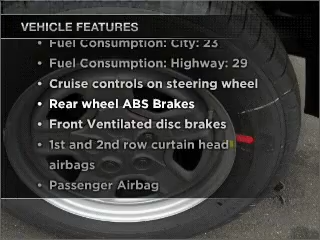 VEHICLE FEATURES
• Fuel Consumption: City: 23
• Fuel Consumption: Highway: 29
• Cruise controls on steering wheel
• Rear wheel ABS Brakes
• Front Ventilated disc brakes
• 1st and 2nd row curtain head
airbags
• Passenger Airbag